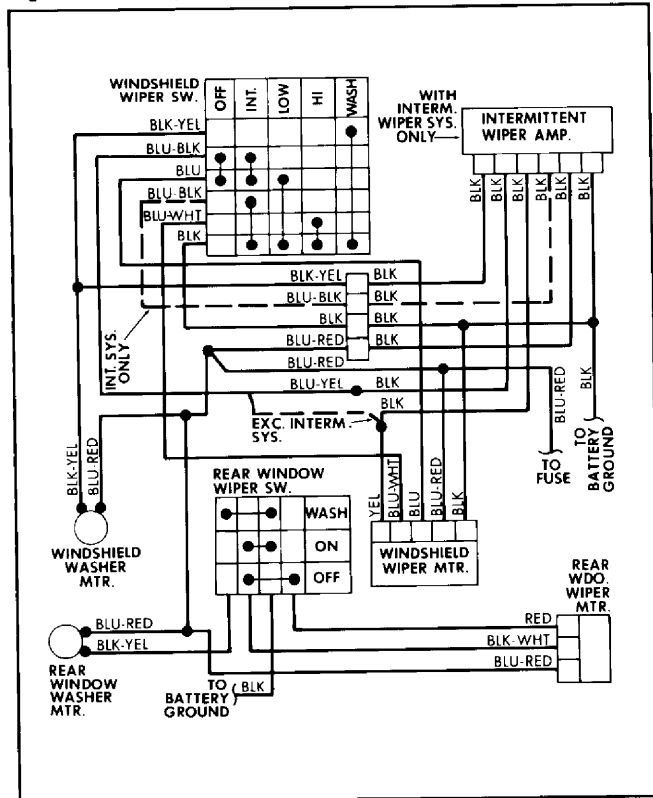 WINDSHIELD
WIPER SW.
OFF
INT.
LOW
HI
WASH
WITH
INTERM.
WIPER SYS.
ONLY
INTERMITTENT
WIPER AMP.
BLK-YEL
BLU-BLK
BLU
BLU-BLK
BLU-WHT
BLK
BLK
BLK
BLK
BLK
BLK
BLK
BLK-YEL
BLK
BLU-BLK
BLK
BLK
BLK
BLU-RED
BLK
BLU-RED
BLU-YEL
BLK
BLK
INT. SYS.
ONLY
EXC. INTERM.
SYS.
BLU-RED
BLK
TO
FUSE
TO
BATTERY
GROUND
BLK-YEL
BLU-RED
YEL
BLU-WHT
BLU
BLU-RED
BLK
WINDSHIELD
WASHER
MTR.
REAR WINDOW
WIPER SW.
WASH
ON
OFF
WINDSHIELD
WIPER MTR.
REAR
WDO.
WIPER
MTR.
BLU-RED
BLK-YEL
RED
BLK-WHT
BLU-RED
REAR
WINDOW
WASHER
MTR.
TO
BATTERY
GROUND
BLK